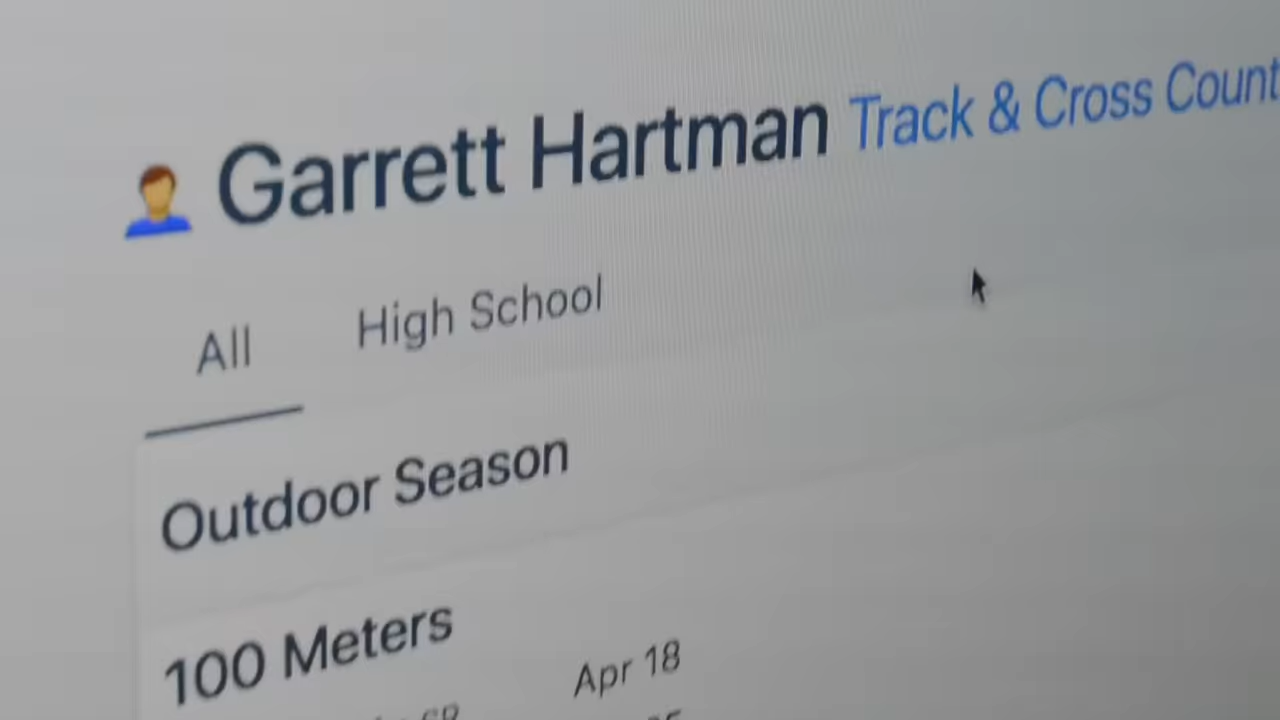 Garrett Hartman Track & Cross Count
All High School
Outdoor Season
100 Meters
Apr 18